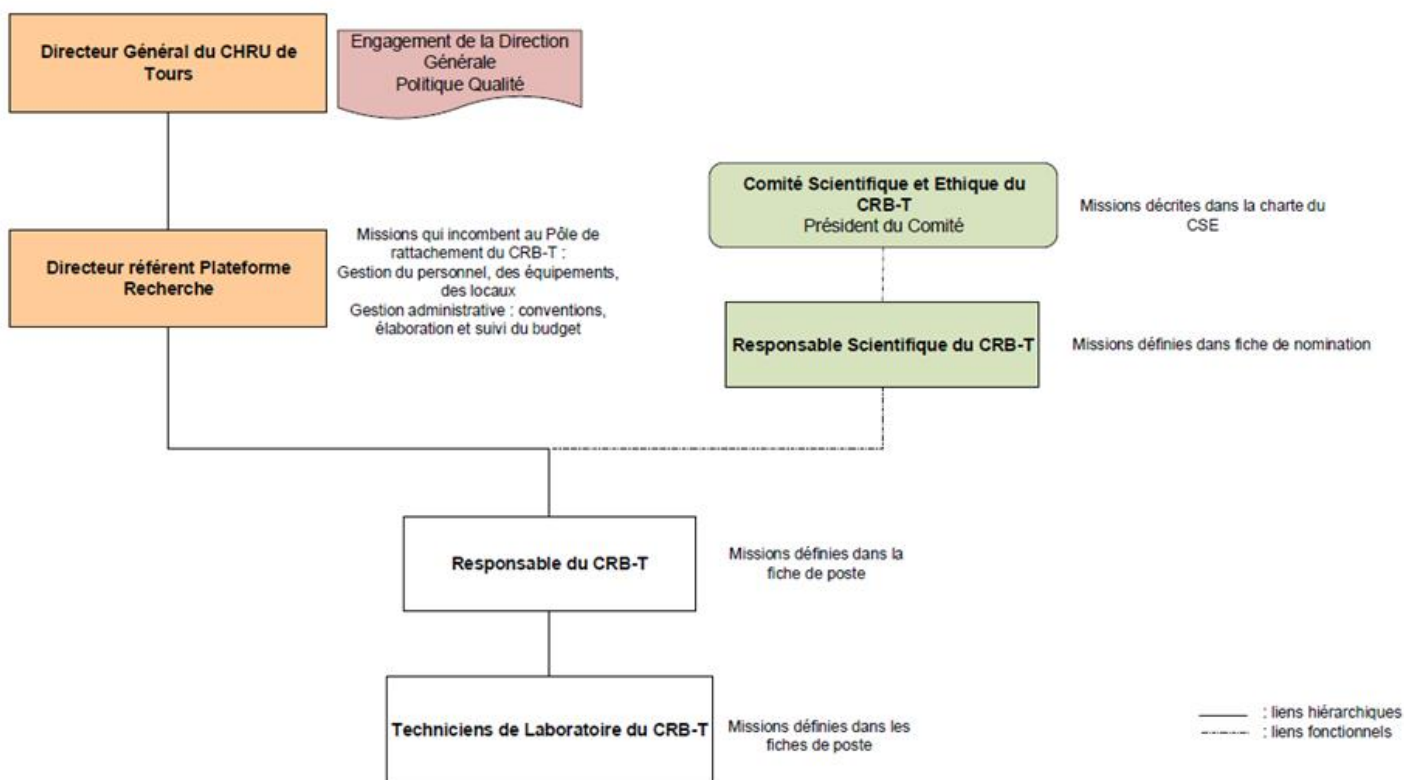 Directeur Général du CHRU de
Tours
Engagement de la Direction
Générale
Politique Qualité
Comité Scientifique et Ethique du
CRB-T
Président du Comité
Missions décrites dans la charte du
CSE
Directeur référent Plateforme
Recherche
Missions qui incombent au Pôle de
rattachement du CRB-T :
Gestion du personnel, des équipements,
des locaux
Gestion administrative : conventions,
élaboration et suivi du budget
Responsable Scientifique du CRB-T
Missions définies dans fiche de nomination
Responsable du CRB-T
Missions définies dans la
fiche de poste
Techniciens de Laboratoire du CRB-T
Missions définies dans les
fiches de poste
: liens hiérarchiques
: liens fonctionnels